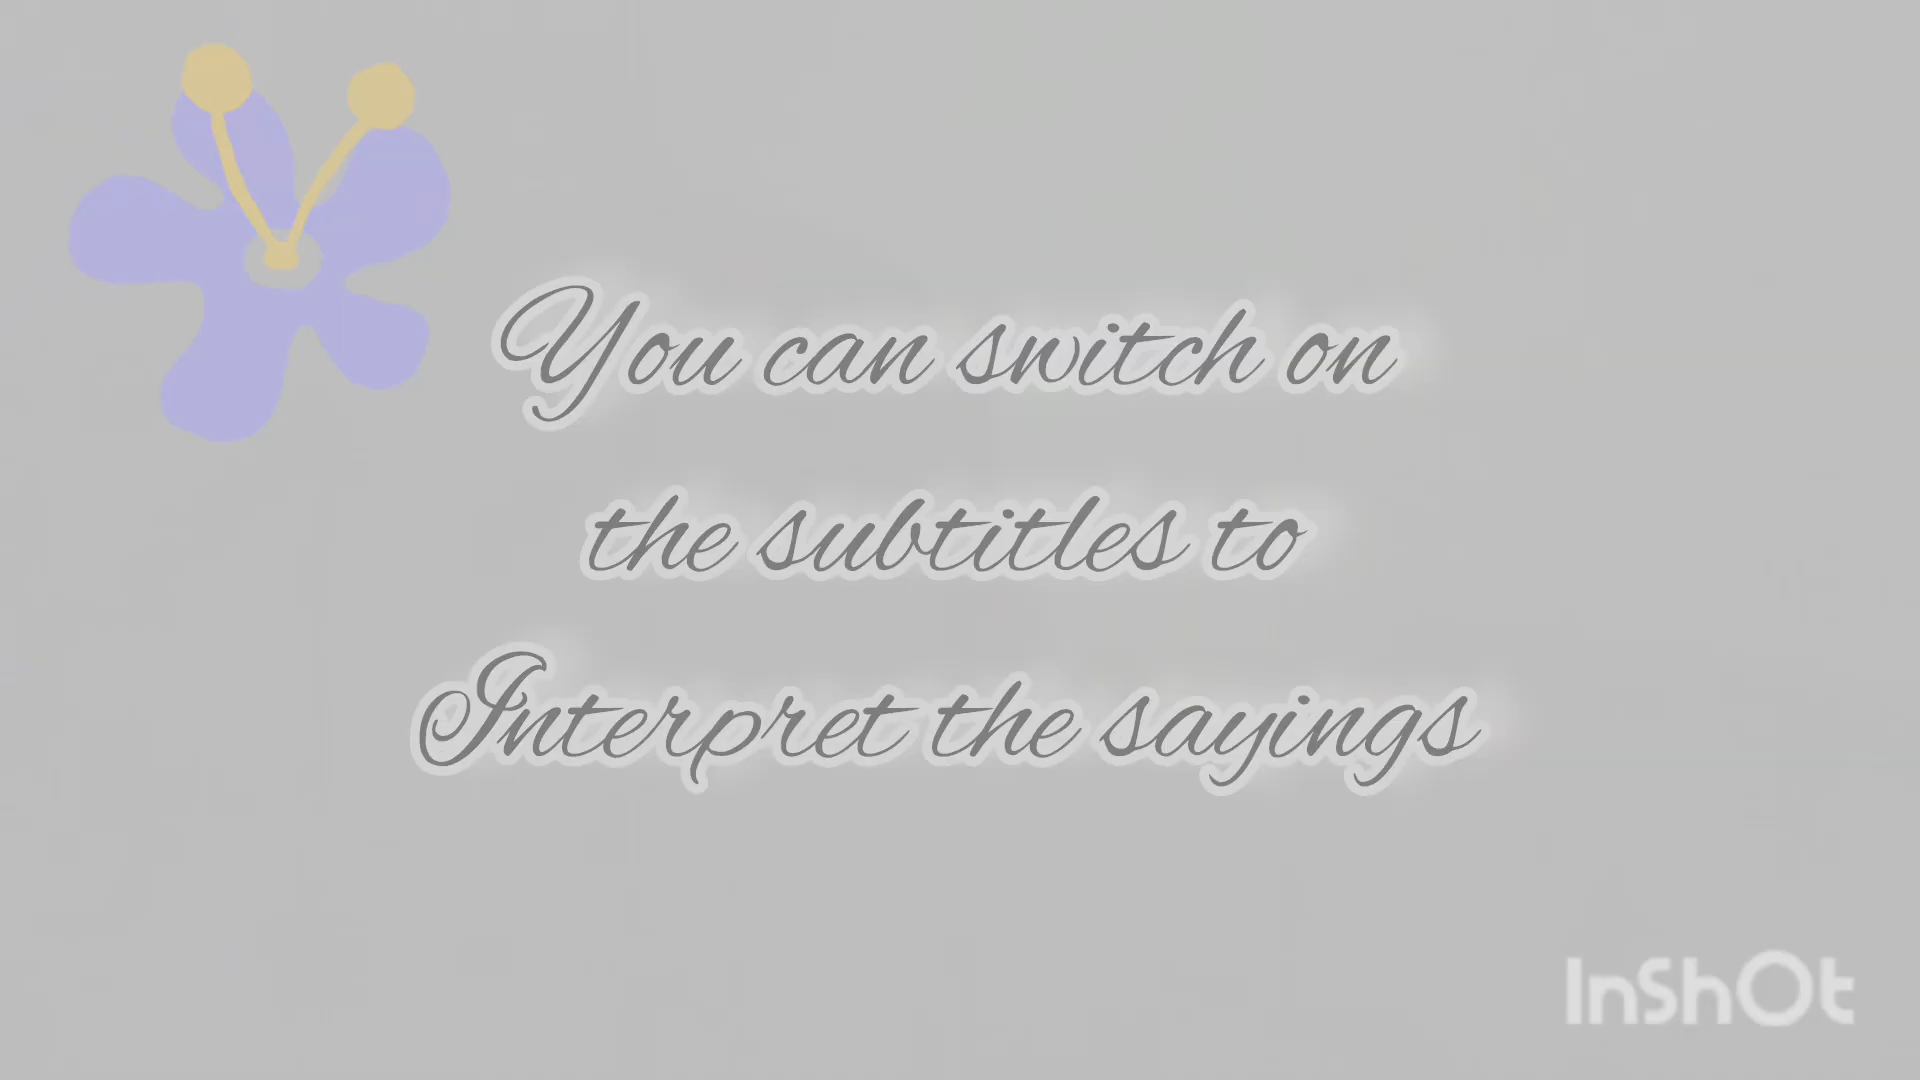 You can switch on
the subtitles to
Interpret the sayings
InShOt